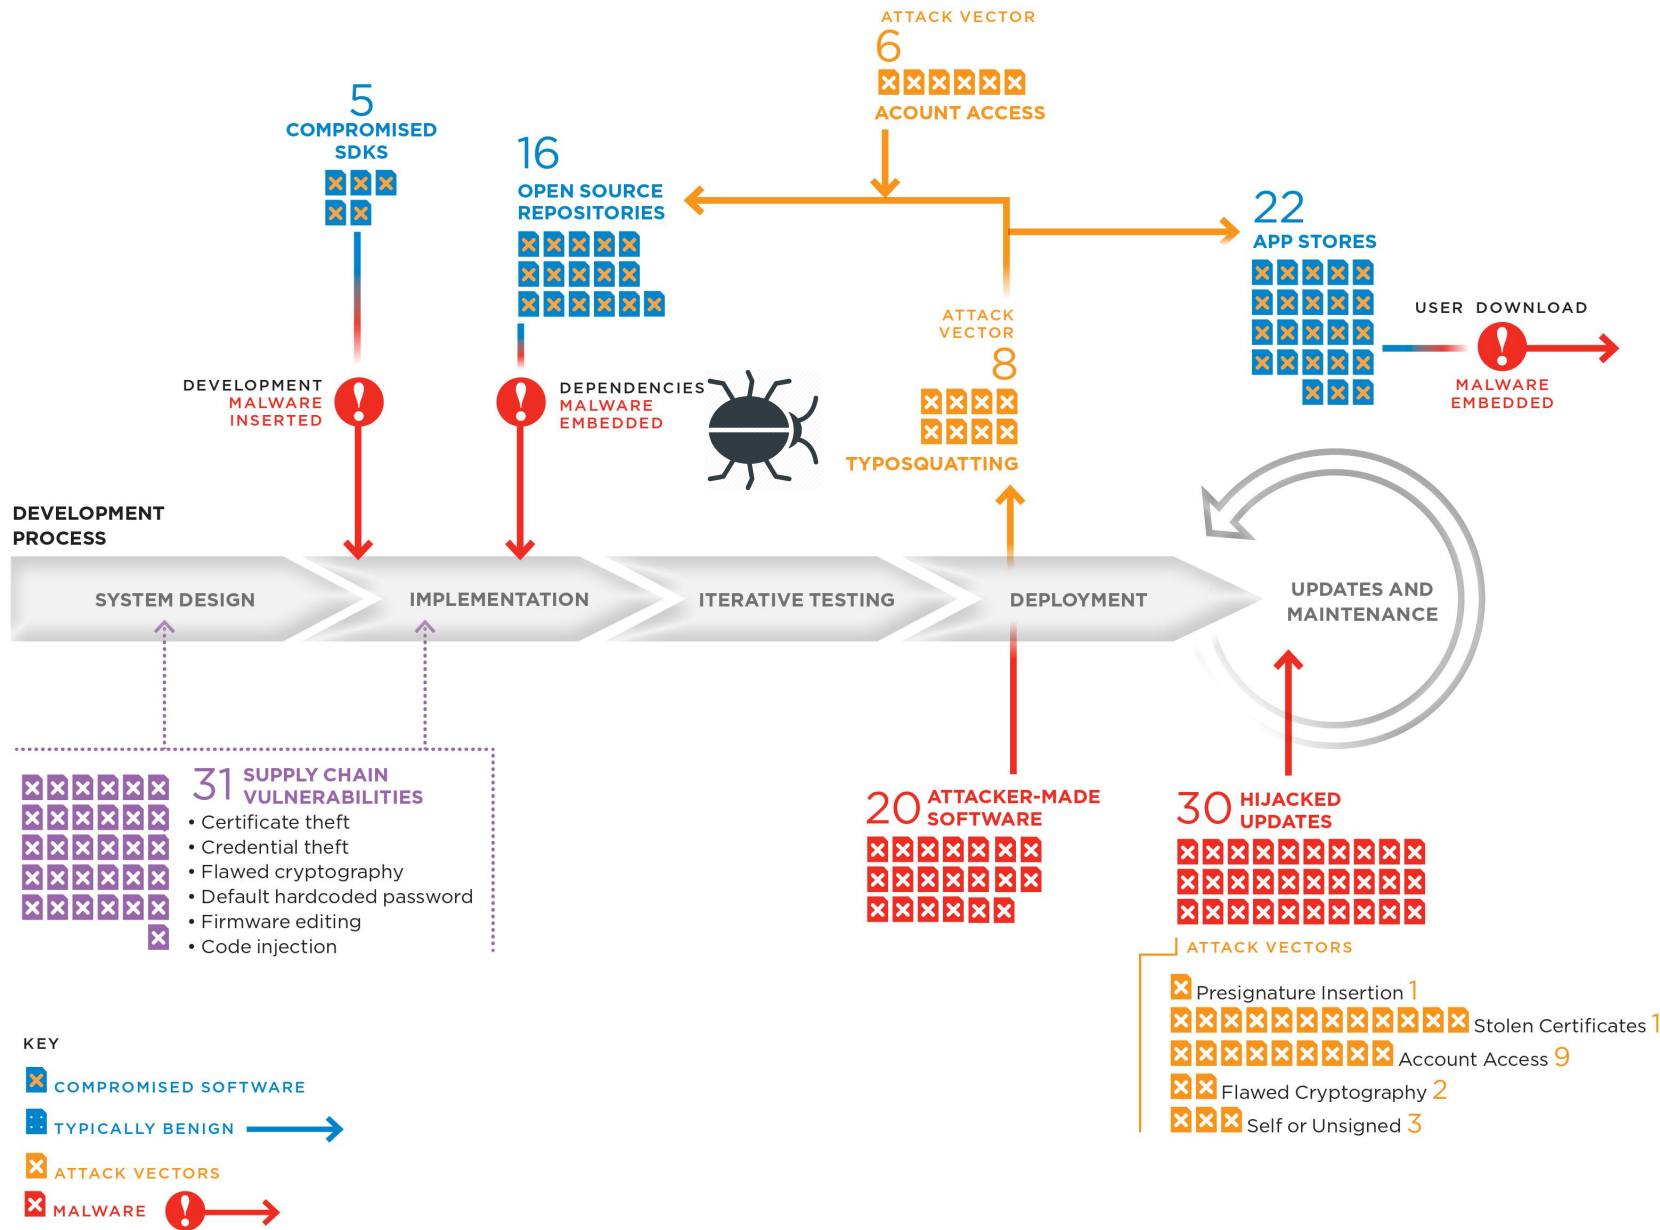 ATTACK VECTOR
6
ACOUNT ACCESS
5
COMPROMISED
SDKS
16
OPEN SOURCE
REPOSITORIES
22
APP STORES
USER DOWNLOAD
MALWARE
EMBEDDED
ATTACK
VECTOR
8
TYPOSQUATTING
DEVELOPMENT
MALWARE
INSERTED
DEPENDENCIES
MALWARE
EMBEDDED
DEVELOPMENT
PROCESS
SYSTEM DESIGN
IMPLEMENTATION
ITERATIVE TESTING
DEPLOYMENT
UPDATES AND
MAINTENANCE
31 SUPPLY CHAIN
VULNERABILITIES
• Certificate theft
• Credential theft
• Flawed cryptography
• Default hardcoded password
• Firmware editing
• Code injection
20 ATTACKER-MADE
SOFTWARE
30 HIJACKED
UPDATES
ATTACK VECTORS
Presignature Insertion 1
Stolen Certificates 1
Account Access 9
Flawed Cryptography 2
Self or Unsigned 3
KEY
COMPROMISED SOFTWARE
TYPICALLY BENIGN
ATTACK VECTORS
MALWARE